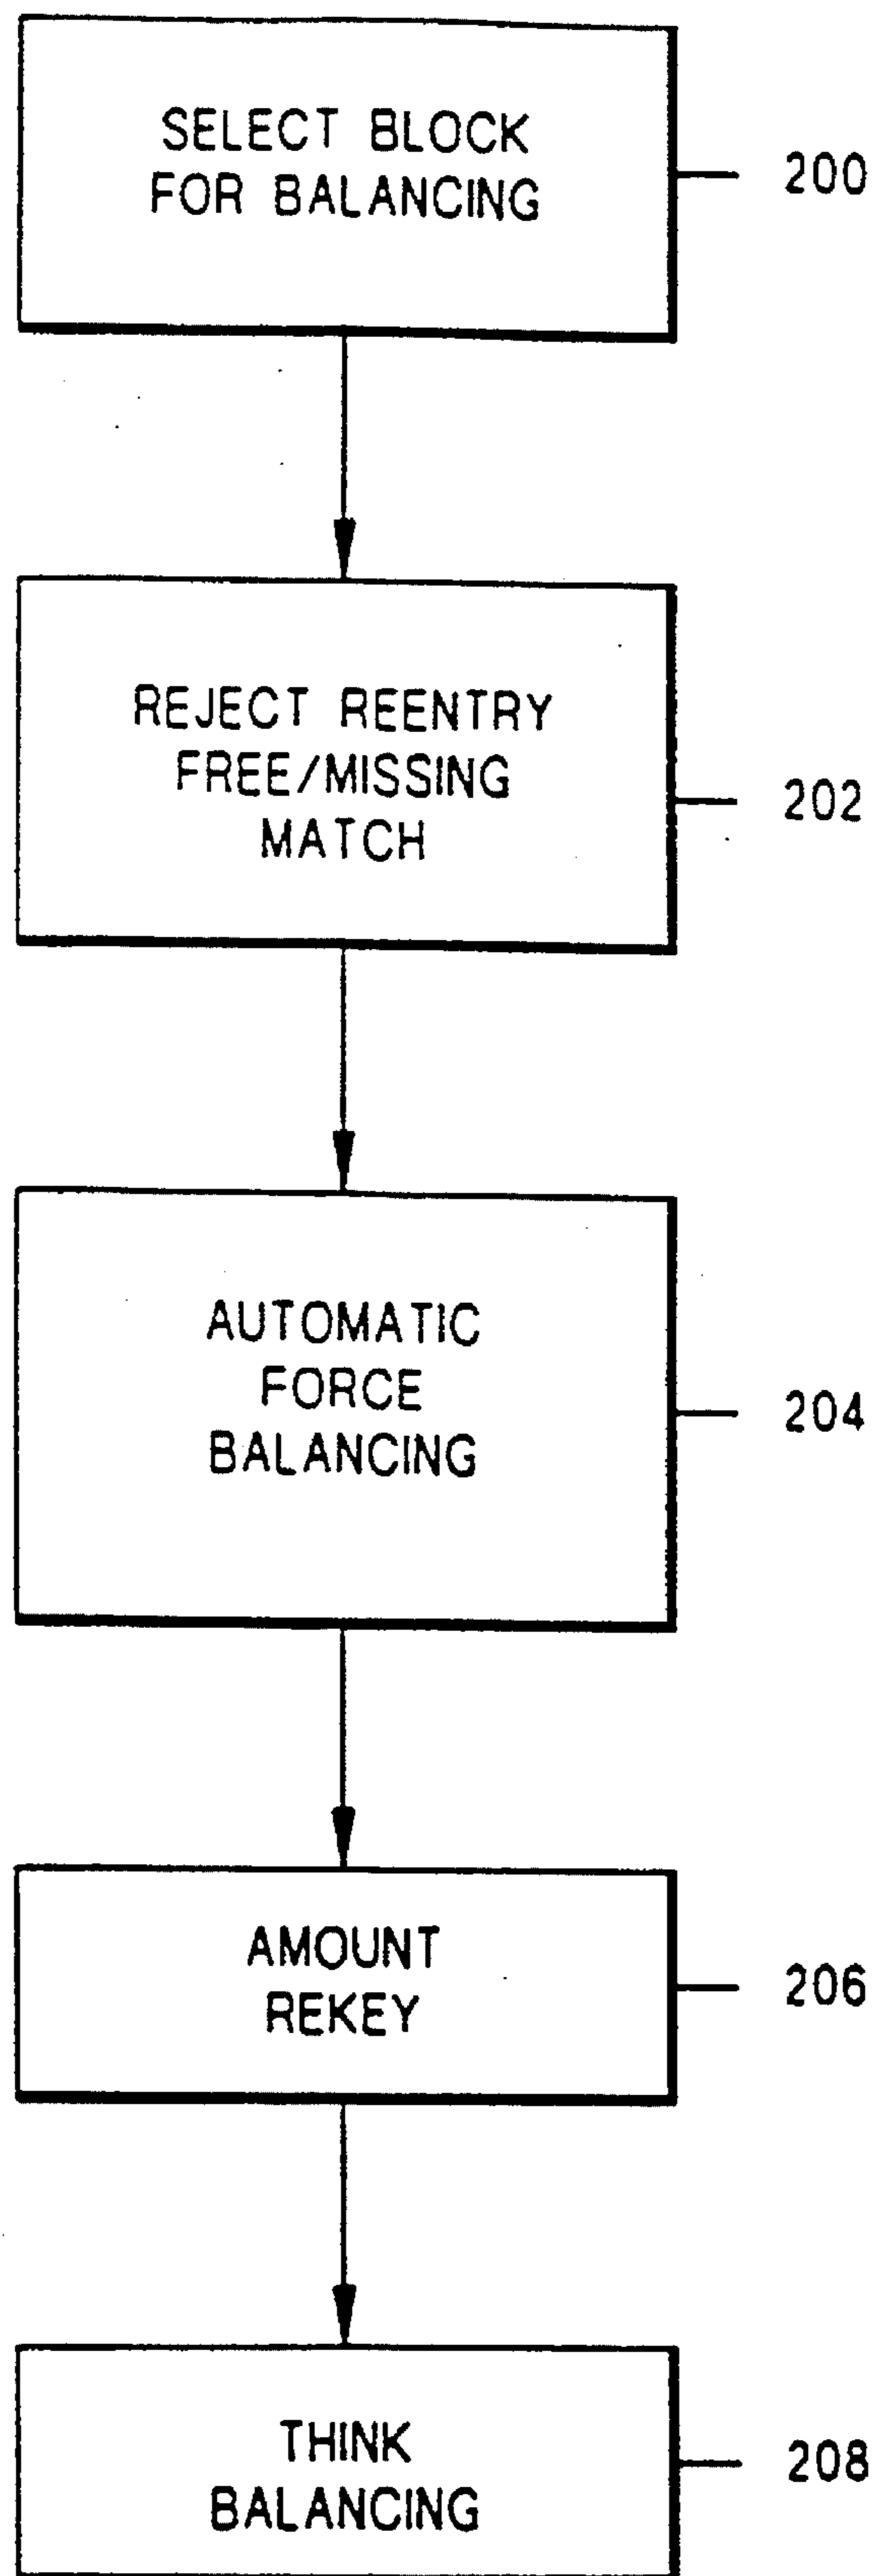 SELECT BLOCK
FOR BALANCING
200
REJECT REENTRY
FREE/MISSING
MATCH
202
AUTOMATIC
FORCE
BALANCING
204
AMOUNT
REKEY
206
THINK
BALANCING
208